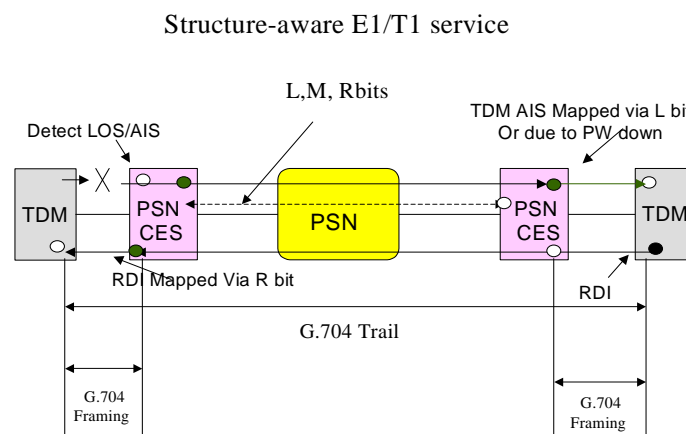 Structure-aware E1/T1 service
L,M, Rbits
TDM AIS Mapped via L bi
Or due to PW down
Detect LOS/AIS
TDM
PSN
CES
PSN
PSN
CES
TDM
RDI Mapped Via R bit
RDI
G.704 Trail
G.704
Framing
G.704
Framing